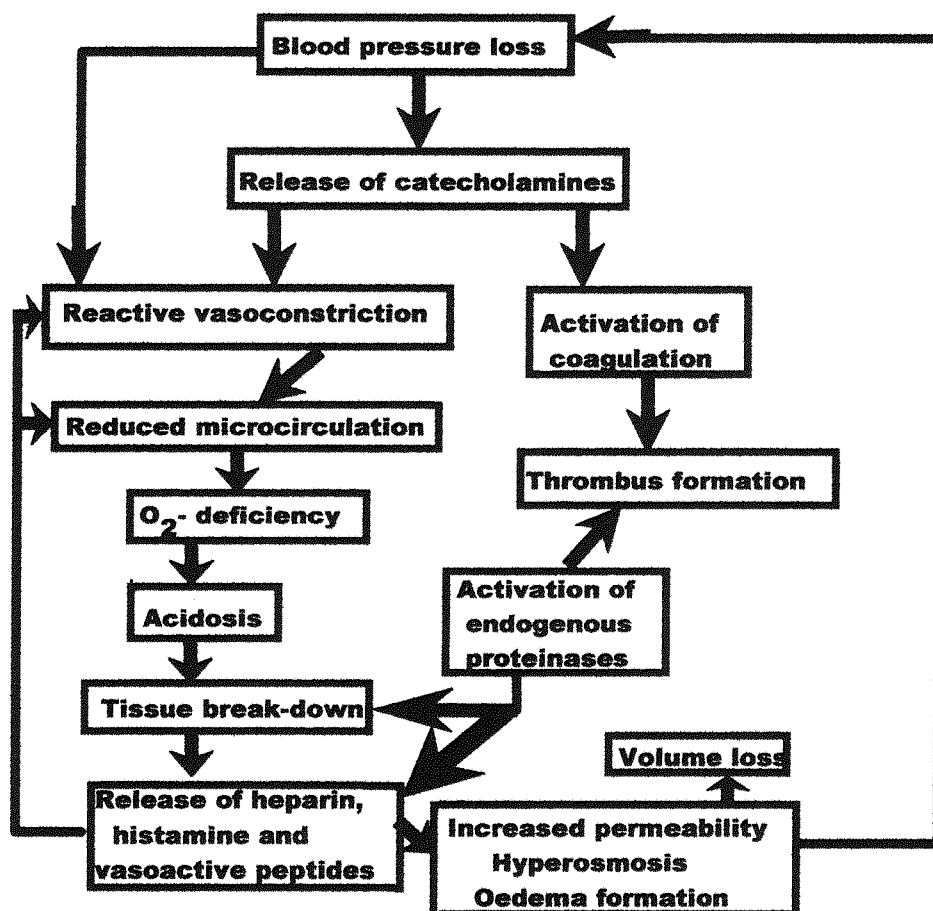 Blood pressure loss
Release of catecholamines
Reactive vasoconstriction
Activation of
coagulation
Reduced microcirculation
Thrombus formation
O₂- deficiency
Activation of
endogenous
proteinases
Acidosis
Tissue break-down
Volume loss
Release of heparin,
histamine and
vasoactive peptides
Increased permeability
Hyperosmosis
Oedema formation